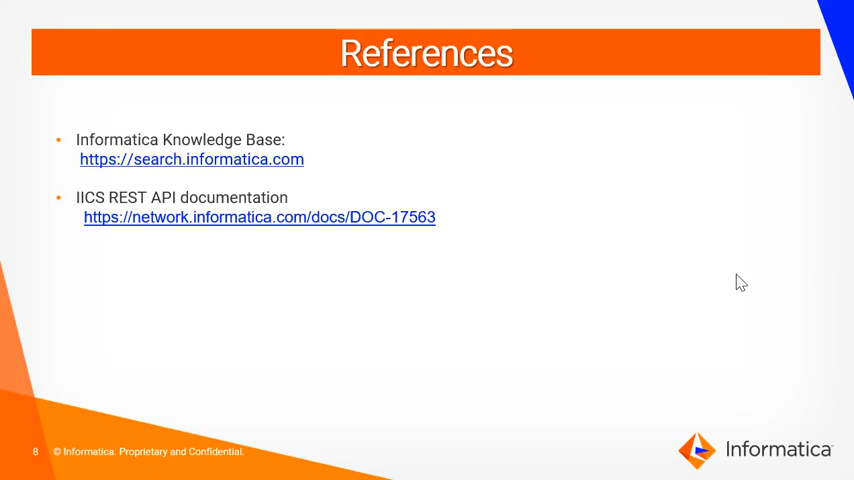 References
• Informatica Knowledge Base:
https://search.informatica.com
• IICS REST API documentation
https://network.informatica.com/docs/DOC-17563
8 © Informatica. Proprietary and Confidential.
Informatica